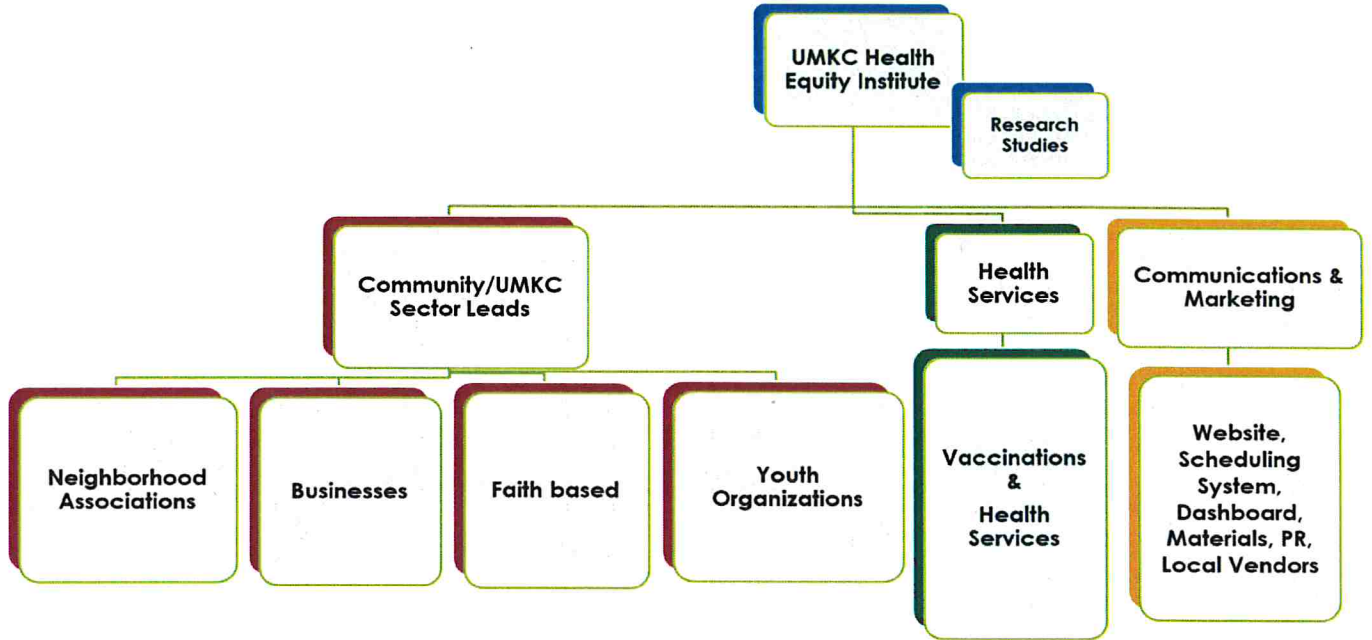 UMKC Health
Equity Institute
Research
Studies
Community/UMKC
Sector Leads
Health
Services
Communications &
Marketing
Neighborhood
Associations
Businesses
Faith based
Youth
Organizations
Vaccinations
&
Health
Services
Website,
Scheduling
System,
Dashboard,
Materials, PR,
Local Vendors